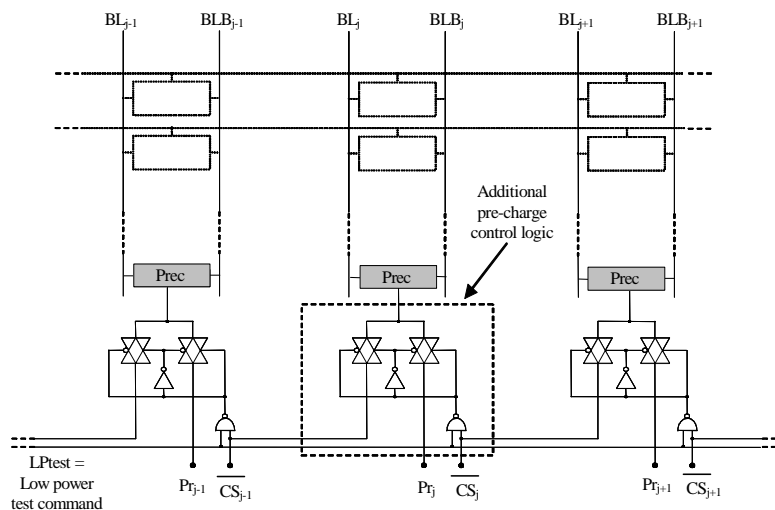 BLj-1 BLBj-1 BLj BLBj BLj+1 BLBj+1
Additional
pre-charge
control logic
Prec Prec Prec
LPtest =
Low power
test command
Prj-1 CSj-1 Prj CSj Prj+1 CSj+1